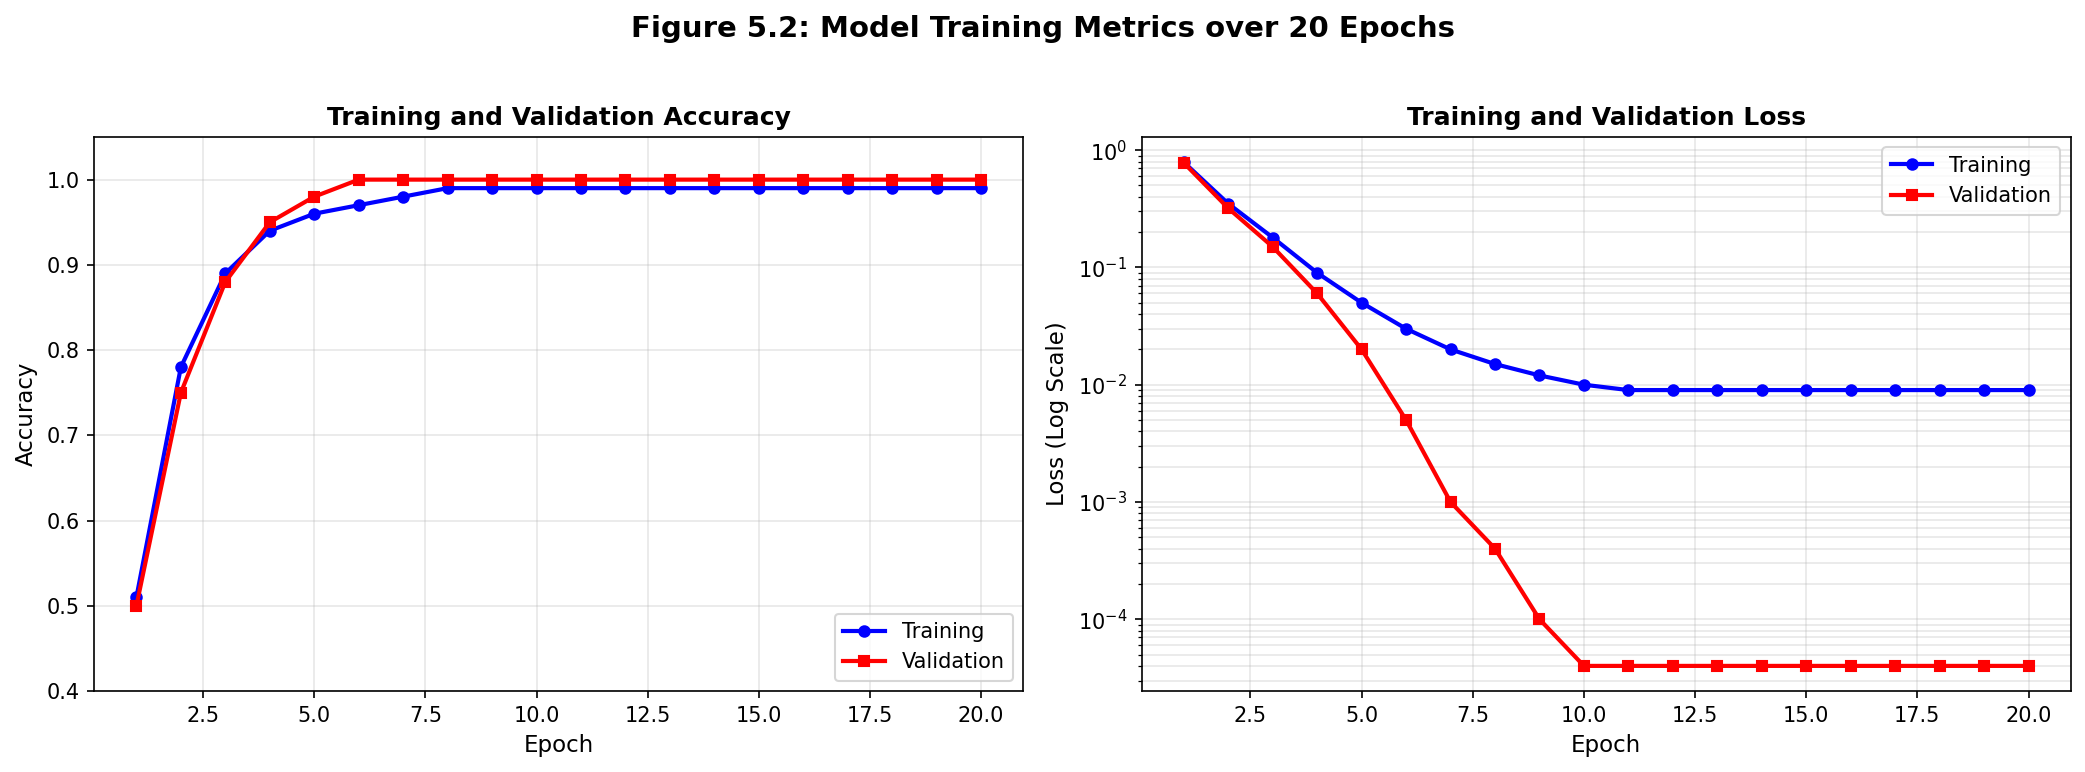 Figure 5.2: Model Training Metrics over 20 Epochs
Training and Validation Accuracy
Accuracy
1.0
0.9
0.8
0.7
0.6
0.5
0.4
2.5 5.0 7.5 10.0 12.5 15.0 17.5 20.0
Epoch
Training
Validation
Training and Validation Loss
Loss (Log Scale)
10⁰
10⁻¹
10⁻²
10⁻³
10⁻⁴
2.5 5.0 7.5 10.0 12.5 15.0 17.5 20.0
Epoch
Training
Validation